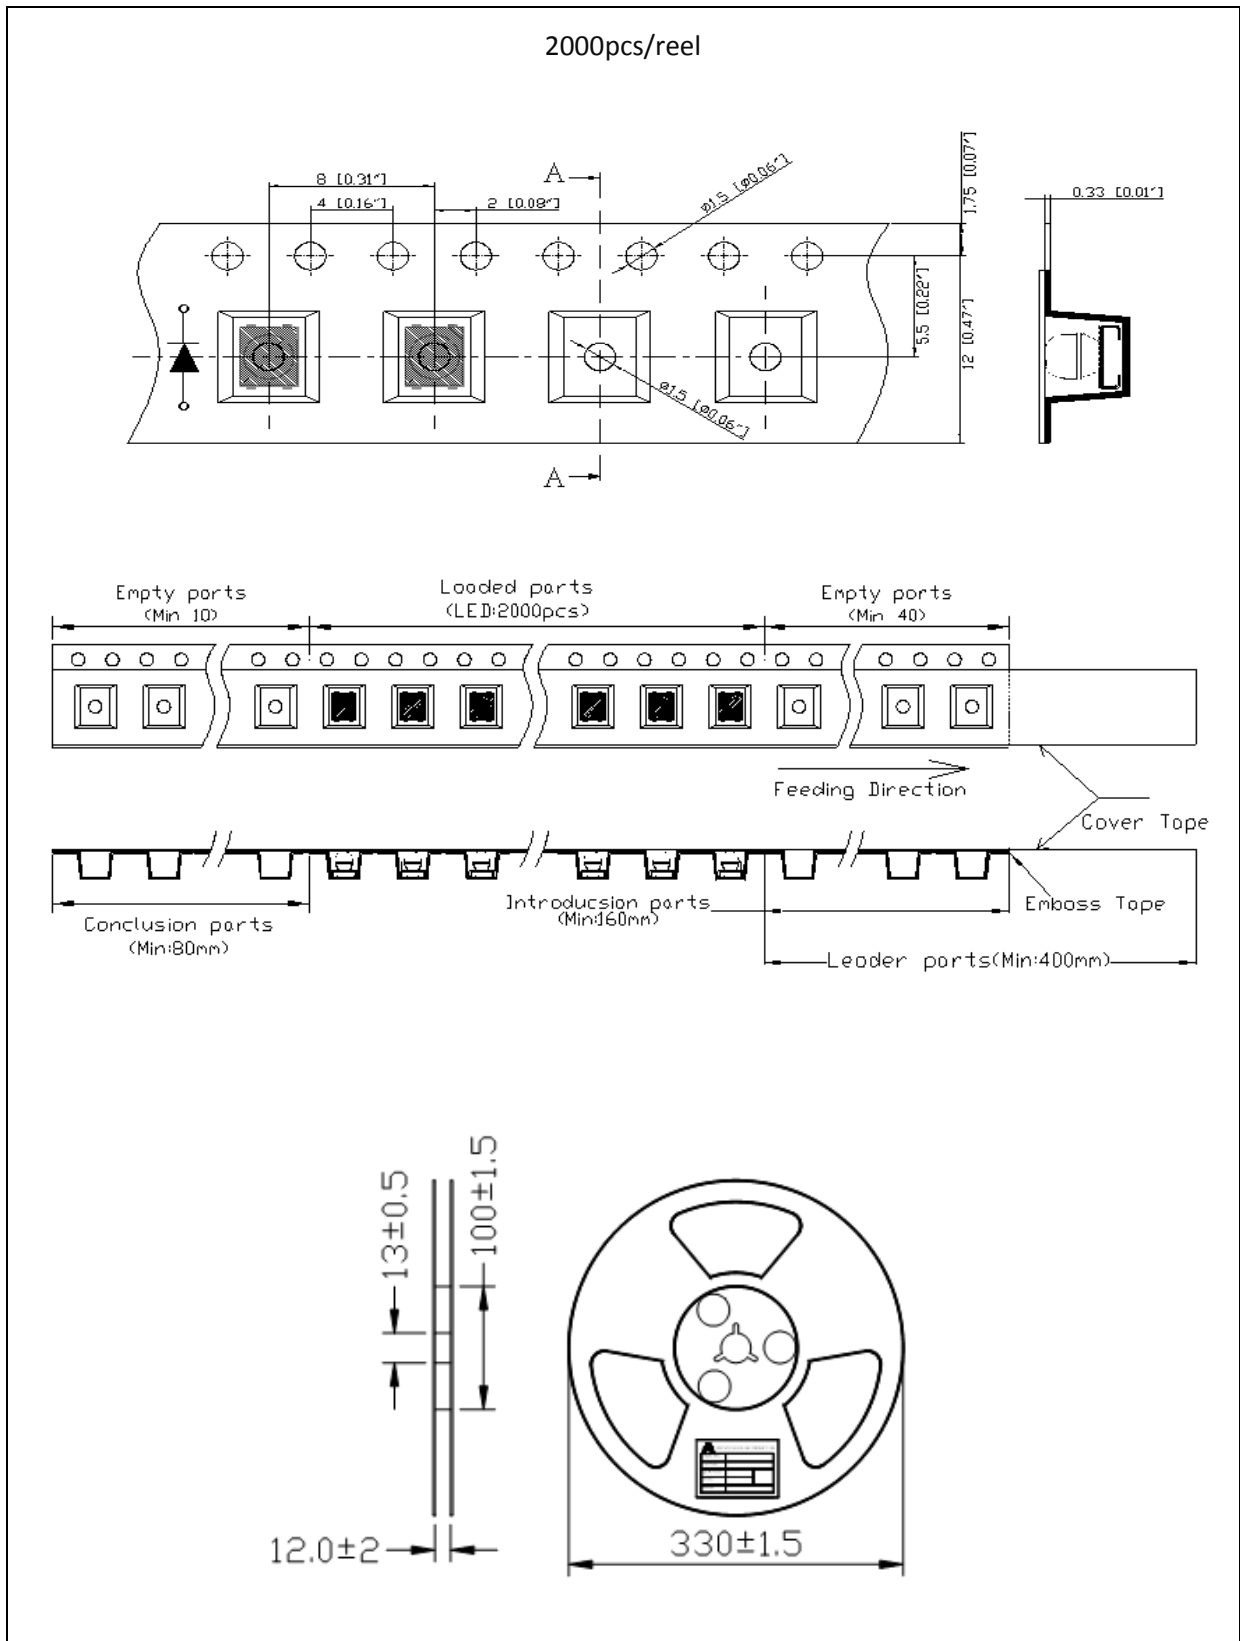 2000pcs/reel
A
8 [0.31"]
4 [0.16"]
2 [0.08"]
ø1.5 [ø0.06"]
1.75 [0.07"]
0.33 [0.01"]
5.5 [0.22"]
12 [0.47"]
ø1.5 [ø0.06"]
A
Empty parts
(Min 10)
Loaded parts
(LED:2000pcs)
Empty parts
(Min 40)
Feeding Direction
Cover Tape
Conclusion parts
(Min:80mm)
Introducsion parts
(Min:160mm)
Emboss Tape
Leader parts(Min:400mm)
13±0.5
100±1.5
12.0±2
330±1.5
A